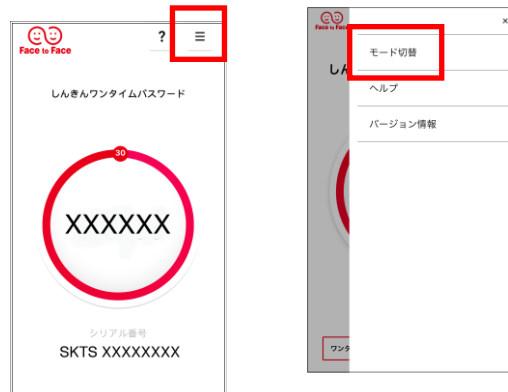 Face to Face
?
しんきんワンタイムパスワード
30
XXXXXX
シリアル番号
SKTS XXXXXXXX
Face to Face
×
モード切替
しん
ヘルプ
バージョン情報
ワンタ